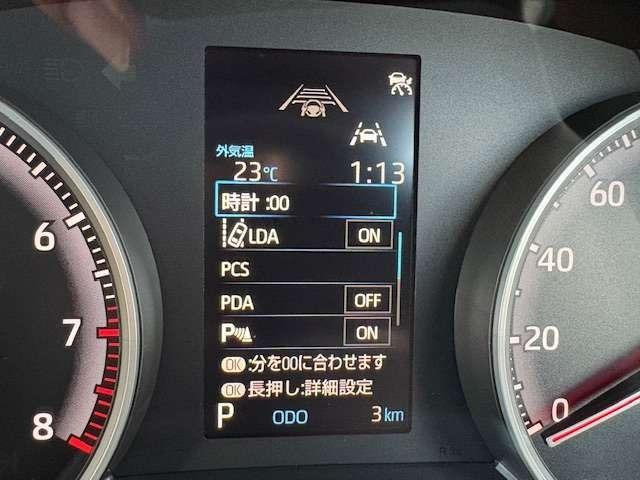 外気温
23℃ 1:13
時計 :00
LDA ON
PCS
PDA OFF
P ON
OK :分を00に合わせます
OK 長押し:詳細設定
P ODO 3 km
6
7
8
60
40
20
0